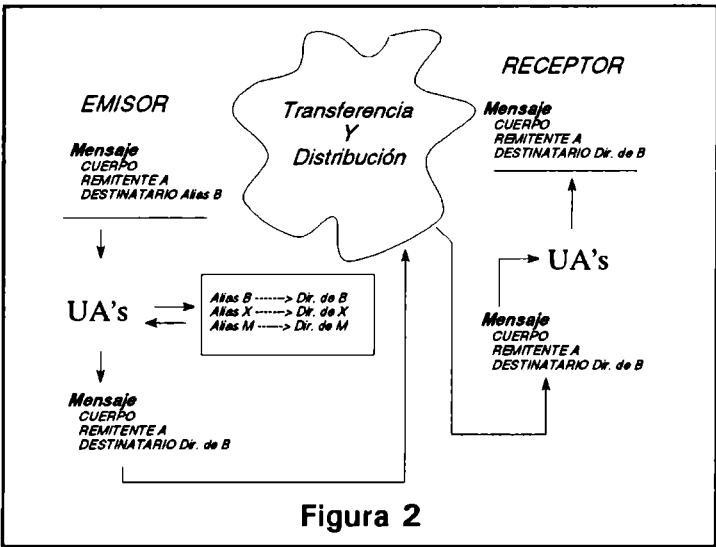 EMISOR
Mensaje
CUERPO
REMITENTE A
DESTINATARIO Alias B
UA's
Alias B ------> Dir. de B
Alias X ------> Dir. de X
Alias M ------> Dir. de M
Mensaje
CUERPO
REMITENTE A
DESTINATARIO Dir. de B
Transferencia
Y
Distribución
RECEPTOR
Mensaje
CUERPO
REMITENTE A
DESTINATARIO Dir. de B
UA's
Mensaje
CUERPO
REMITENTE A
DESTINATARIO Dir. de B
Figura 2